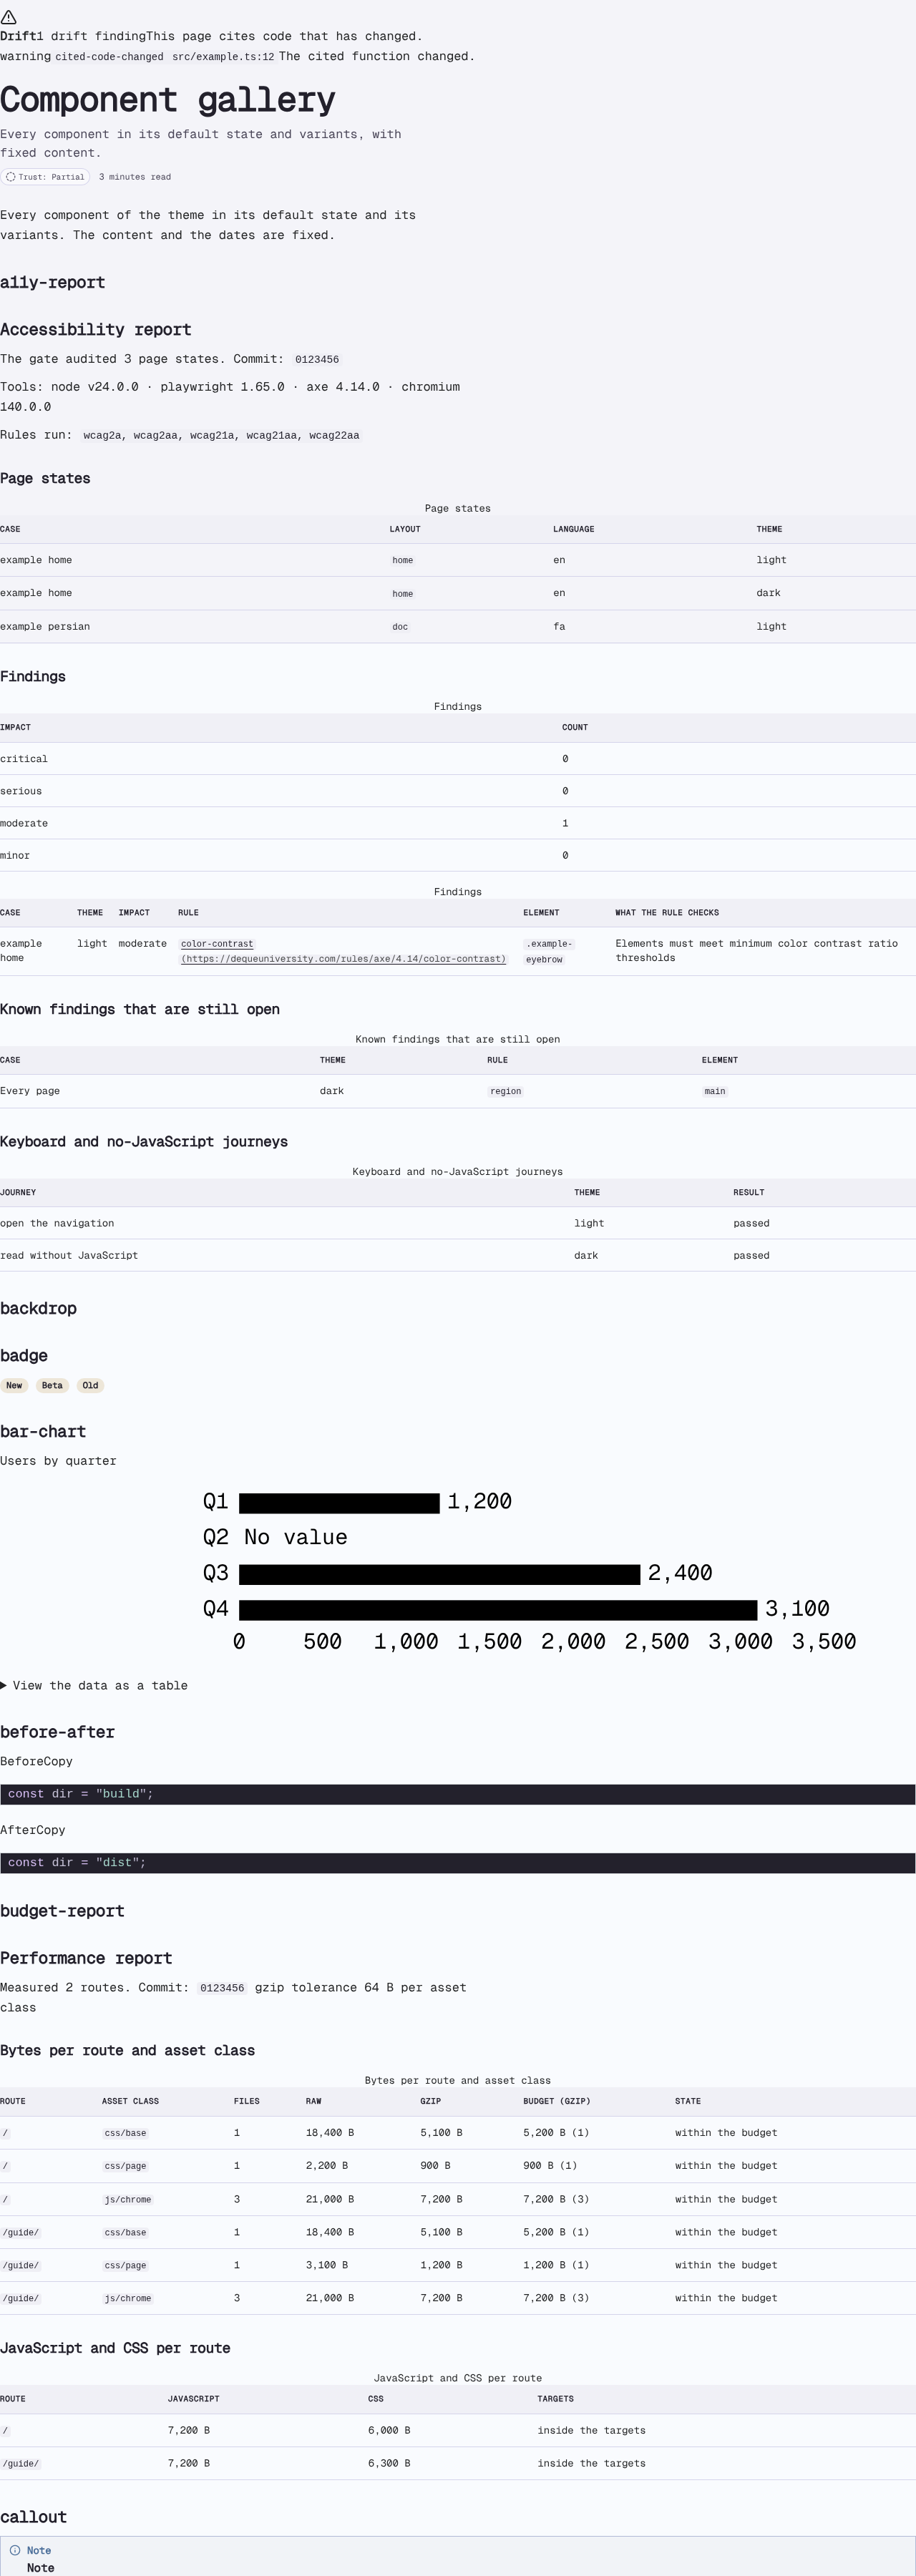 Drift1 drift findingThis page cites code that has changed.
warning cited-code-changed src/example.ts:12 The cited function changed.
Component gallery
Every component in its default state and variants, with
fixed content.
Trust: Partial 3 minutes read
Every component of the theme in its default state and its
variants. The content and the dates are fixed.
a11y-report
Accessibility report
The gate audited 3 page states. Commit: 0123456
Tools: node v24.0.0 · playwright 1.65.0 · axe 4.14.0 · chromium
140.0.0
Rules run: wcag2a, wcag2aa, wcag21a, wcag21aa, wcag22aa
Page states
Page states
CASE LAYOUT LANGUAGE THEME
example home home en light
example home home en dark
example persian doc fa light
Findings
Findings
IMPACT COUNT
critical 0
serious 0
moderate 1
minor 0
Findings
CASE THEME IMPACT RULE ELEMENT WHAT THE RULE CHECKS
example light moderate color-contrast .example- Elements must meet minimum color contrast ratio
home (https://dequeuniversity.com/rules/axe/4.14/color-contrast) eyebrow thresholds
Known findings that are still open
Known findings that are still open
CASE THEME RULE ELEMENT
Every page dark region main
Keyboard and no-JavaScript journeys
Keyboard and no-JavaScript journeys
JOURNEY THEME RESULT
open the navigation light passed
read without JavaScript dark passed
backdrop
badge
New Beta Old
bar-chart
Users by quarter
Q1 1,200
Q2 No value
Q3 2,400
Q4 3,100
0 500 1,000 1,500 2,000 2,500 3,000 3,500
View the data as a table
before-after
BeforeCopy
const dir = "build";
AfterCopy
const dir = "dist";
budget-report
Performance report
Measured 2 routes. Commit: 0123456 gzip tolerance 64 B per asset
class
Bytes per route and asset class
Bytes per route and asset class
ROUTE ASSET CLASS FILES RAW GZIP BUDGET (GZIP) STATE
/ css/base 1 18,400 B 5,100 B 5,200 B (1) within the budget
/ css/page 1 2,200 B 900 B 900 B (1) within the budget
/ js/chrome 3 21,000 B 7,200 B 7,200 B (3) within the budget
/guide/ css/base 1 18,400 B 5,100 B 5,200 B (1) within the budget
/guide/ css/page 1 3,100 B 1,200 B 1,200 B (1) within the budget
/guide/ js/chrome 3 21,000 B 7,200 B 7,200 B (3) within the budget
JavaScript and CSS per route
JavaScript and CSS per route
ROUTE JAVASCRIPT CSS TARGETS
/ 7,200 B 6,000 B inside the targets
/guide/ 7,200 B 6,300 B inside the targets
callout
Note
Note